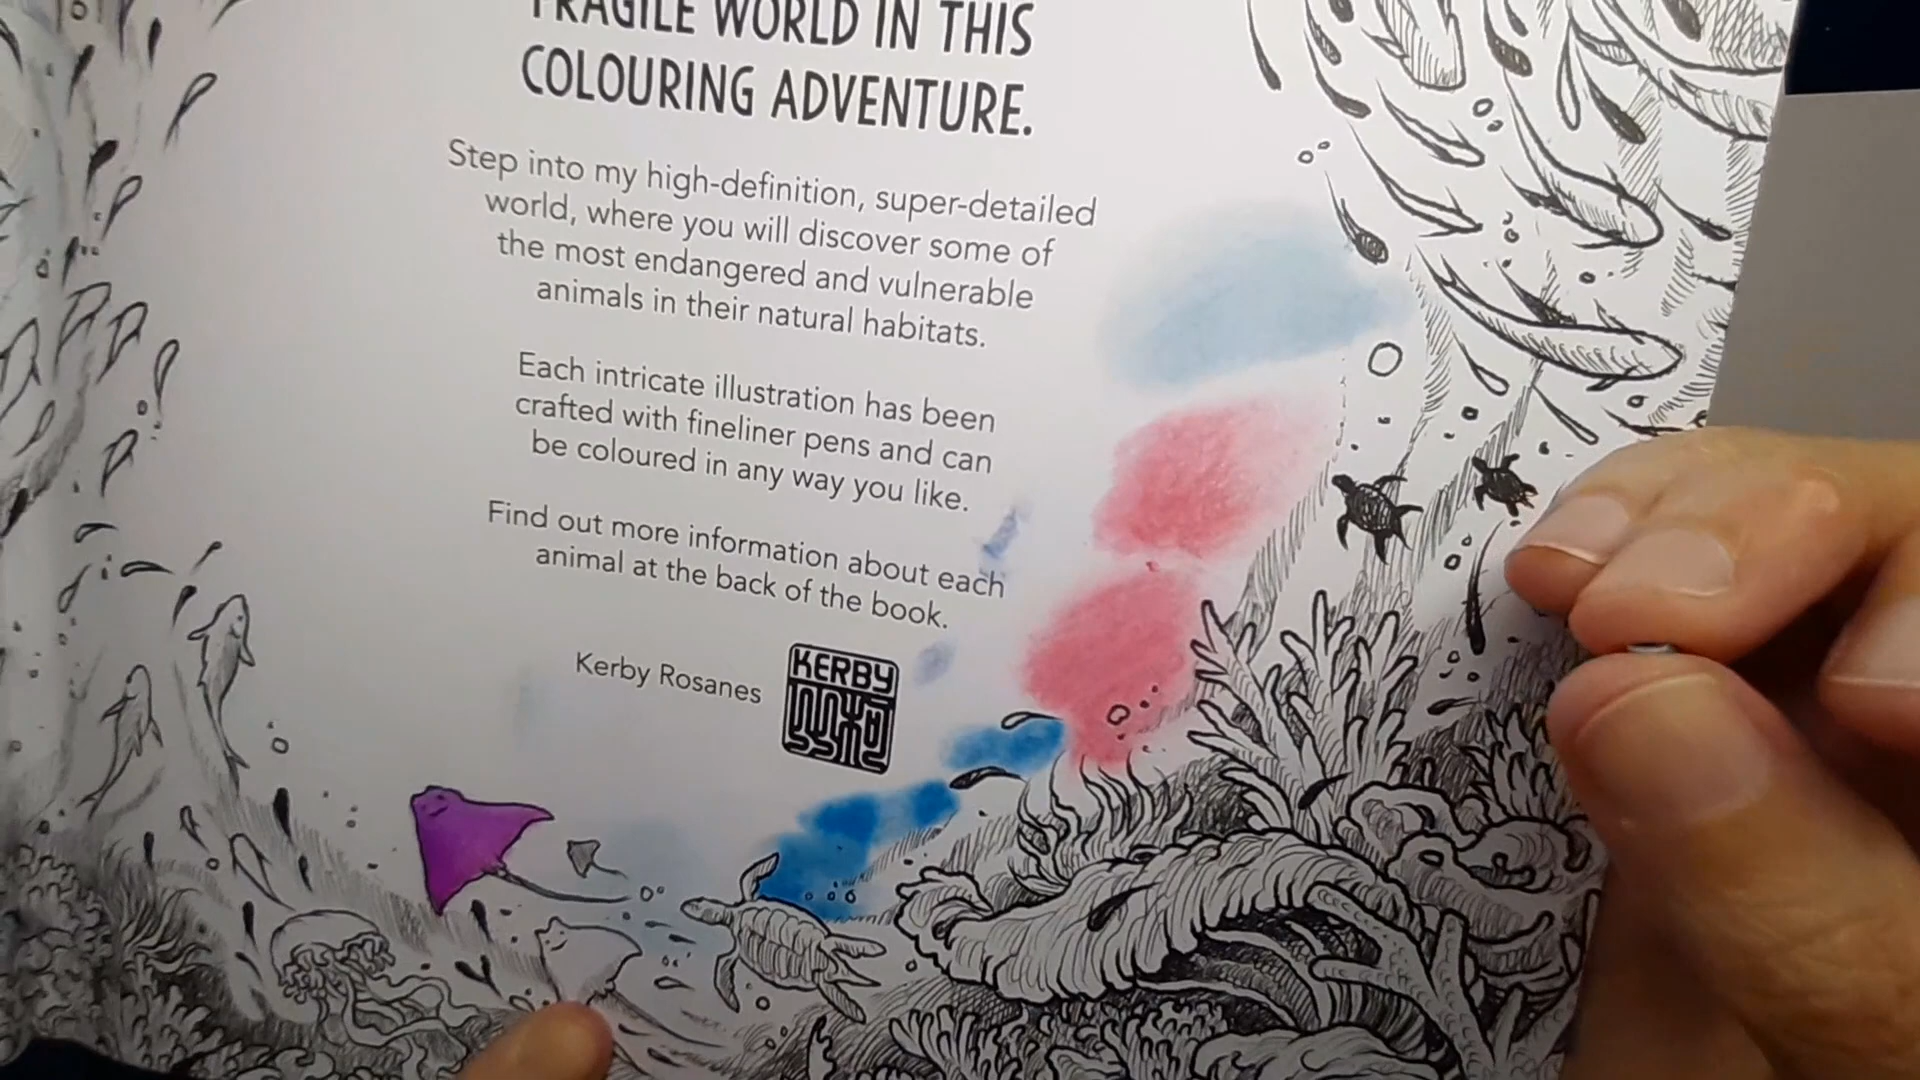 FRAGILE WORLD IN THIS
COLOURING ADVENTURE.
Step into my high-definition, super-detailed
world, where you will discover some of
the most endangered and vulnerable
animals in their natural habitats.
Each intricate illustration has been
crafted with fineliner pens and can
be coloured in any way you like.
Find out more information about each
animal at the back of the book.
Kerby Rosanes
KERBY